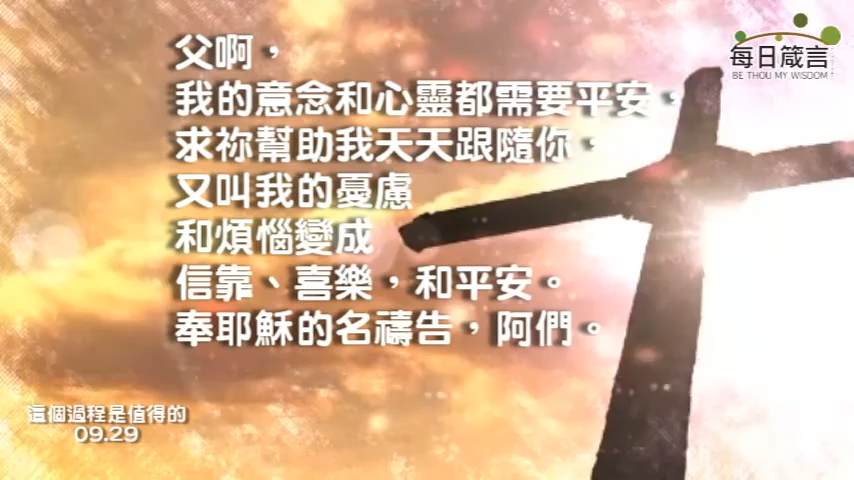 父啊，
我的意念和心靈都需要平安，
求祢幫助我天天跟隨你，
又叫我的憂慮
和煩惱變成
信靠、喜樂，和平安。
奉耶穌的名禱告，阿們。
每日箴言
BE THOU MY WISDOM
這個過程是值得的
09.29